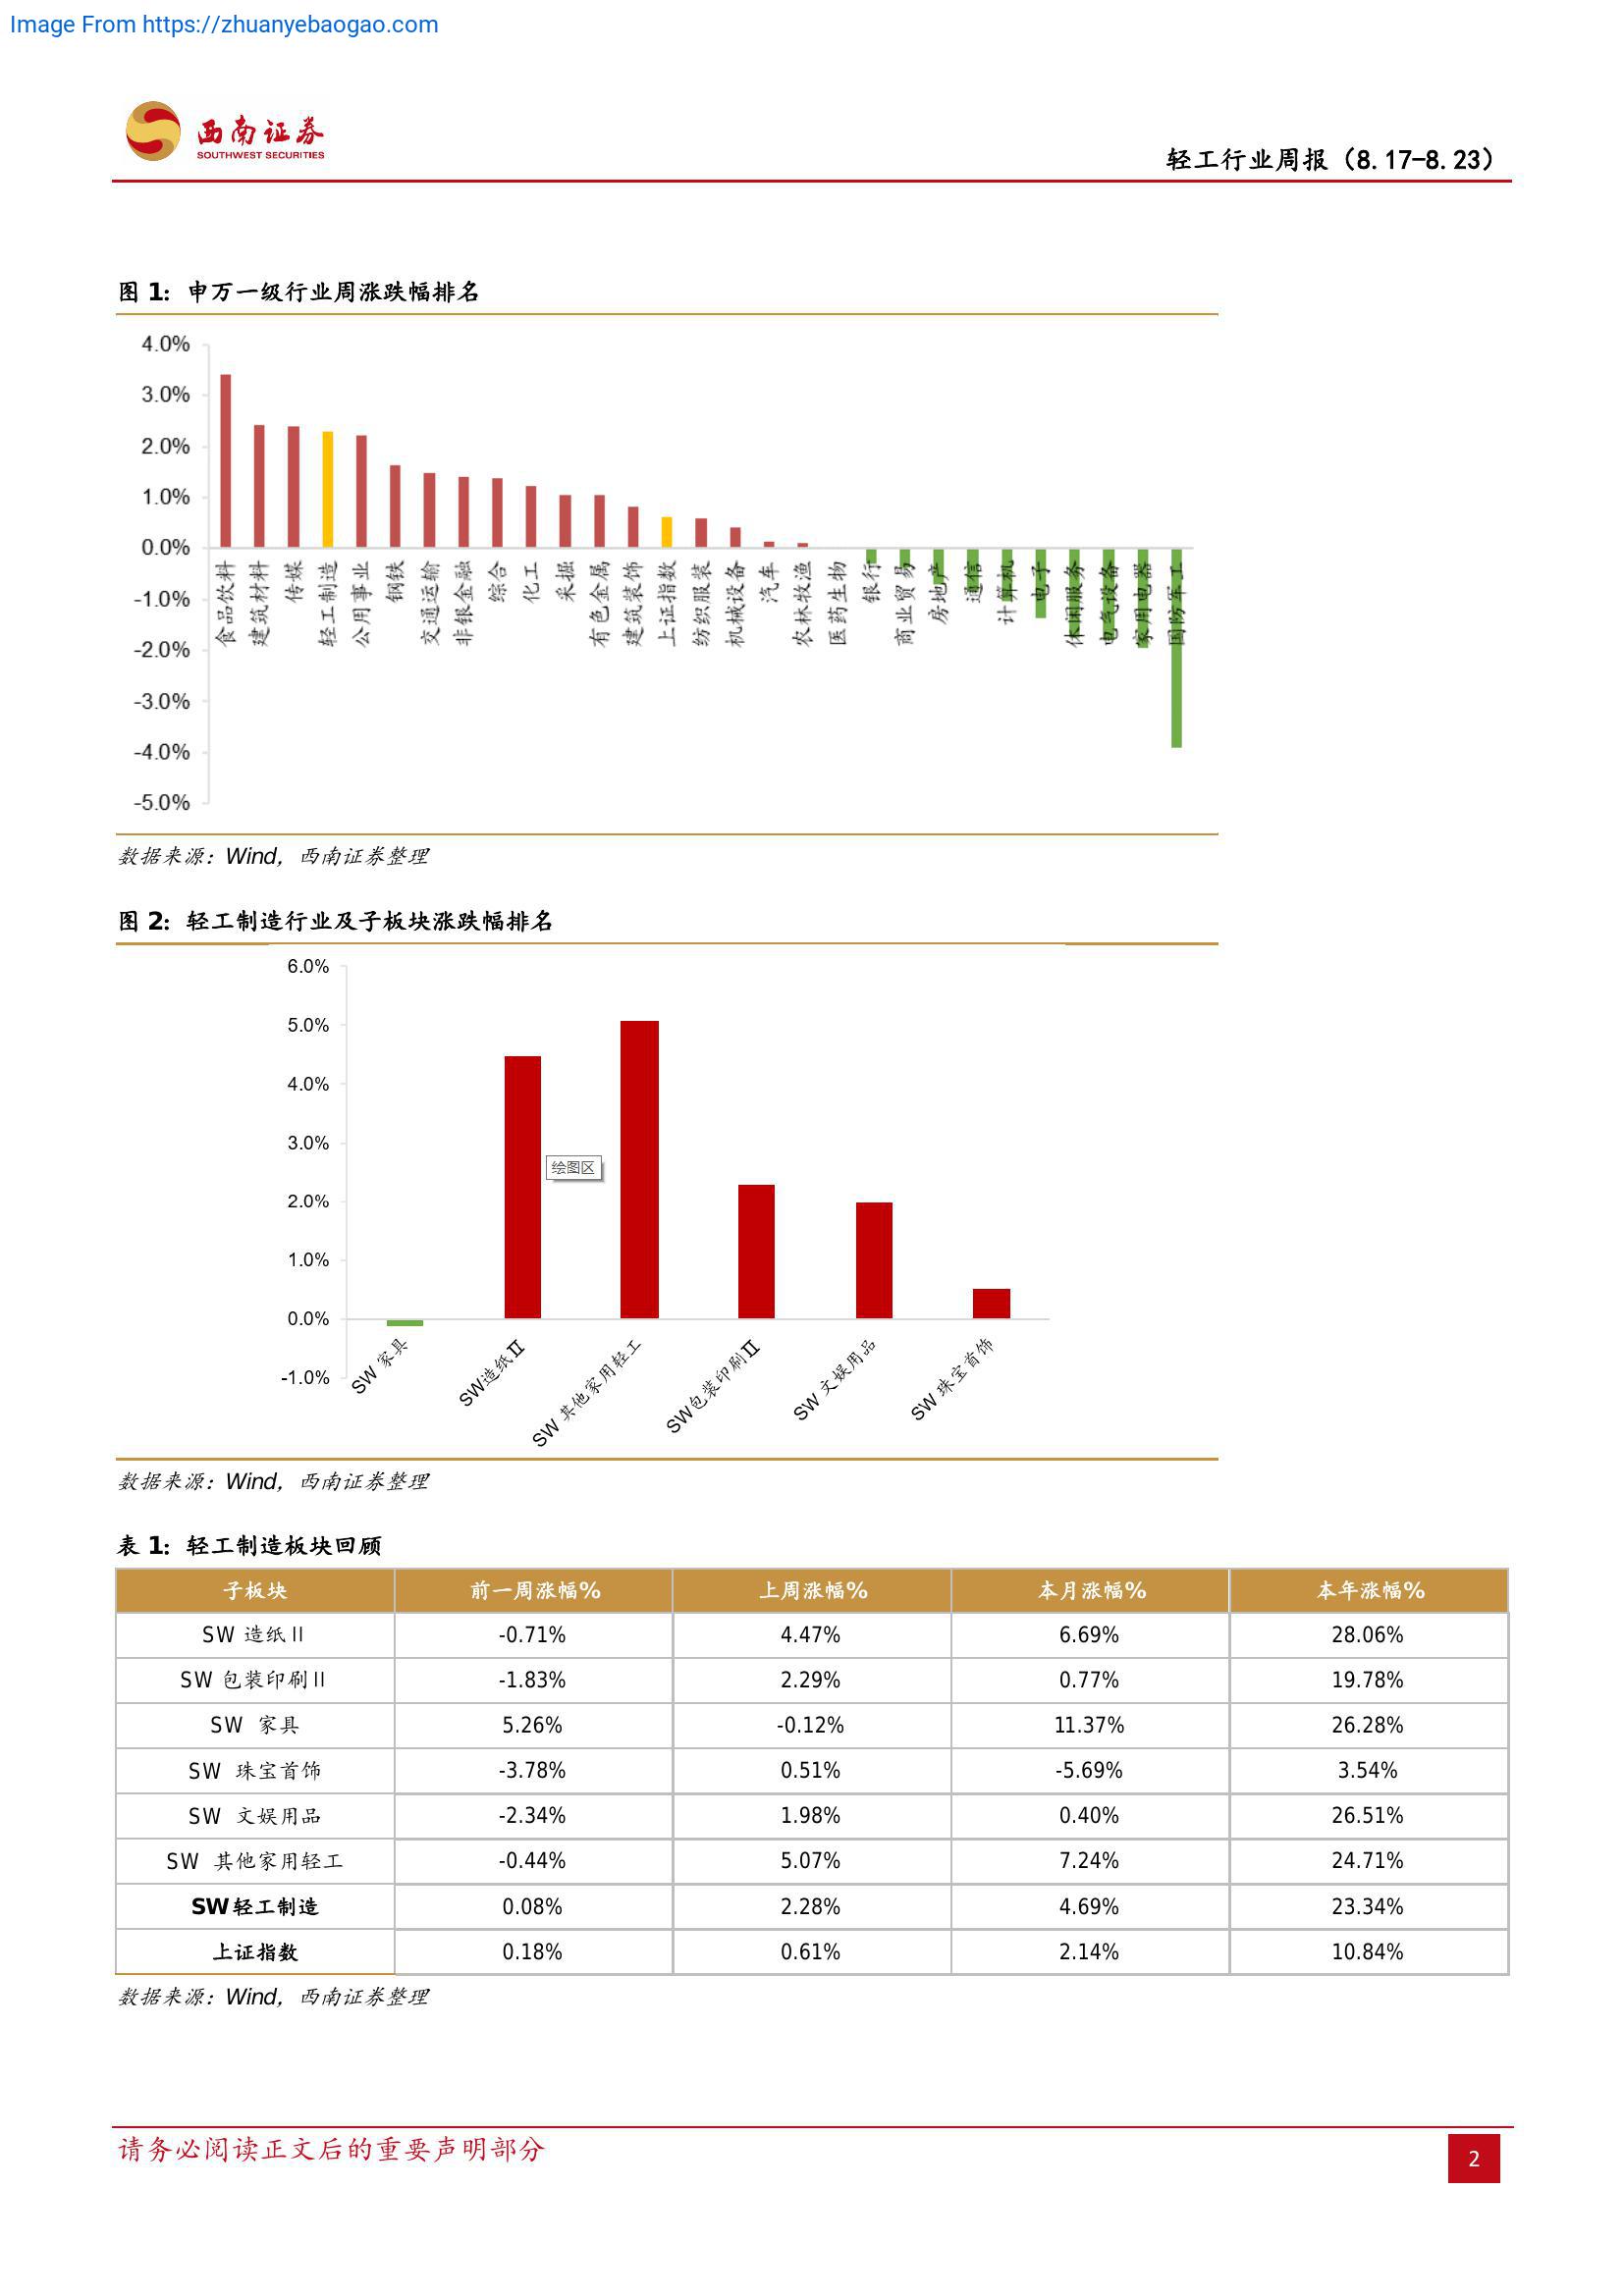 Image From https://zhuanyebaogao.com
西南证券
SOUTHWEST SECURITIES
轻工行业周报（8.17-8.23）
图 1：申万一级行业周涨跌幅排名
4.0%
3.0%
2.0%
1.0%
0.0%
-1.0%
-2.0%
-3.0%
-4.0%
-5.0%
食品饮料
建筑材料
传媒
轻工制造
公用事业
钢铁
交通运输
非银金融
综合
化工
采掘
有色金属
建筑装饰
上证指数
纺织服装
机械设备
汽车
农林牧渔
医药生物
银行
商业贸易
房地产
通信
计算机
电子
休闲服务
电气设备
家用电器
国防军工
数据来源：Wind，西南证券整理
图 2：轻工制造行业及子板块涨跌幅排名
6.0%
5.0%
4.0%
3.0%
2.0%
1.0%
0.0%
-1.0%
绘图区
SW 家具
SW造纸Ⅱ
SW 其他家用轻工
SW包装印刷Ⅱ
SW 文娱用品
SW 珠宝首饰
数据来源：Wind，西南证券整理
表 1：轻工制造板块回顾
子板块 前一周涨幅% 上周涨幅% 本月涨幅% 本年涨幅%
SW 造纸Ⅱ -0.71% 4.47% 6.69% 28.06%
SW 包装印刷Ⅱ -1.83% 2.29% 0.77% 19.78%
SW 家具 5.26% -0.12% 11.37% 26.28%
SW 珠宝首饰 -3.78% 0.51% -5.69% 3.54%
SW 文娱用品 -2.34% 1.98% 0.40% 26.51%
SW 其他家用轻工 -0.44% 5.07% 7.24% 24.71%
SW轻工制造 0.08% 2.28% 4.69% 23.34%
上证指数 0.18% 0.61% 2.14% 10.84%
数据来源：Wind，西南证券整理
请务必阅读正文后的重要声明部分
2